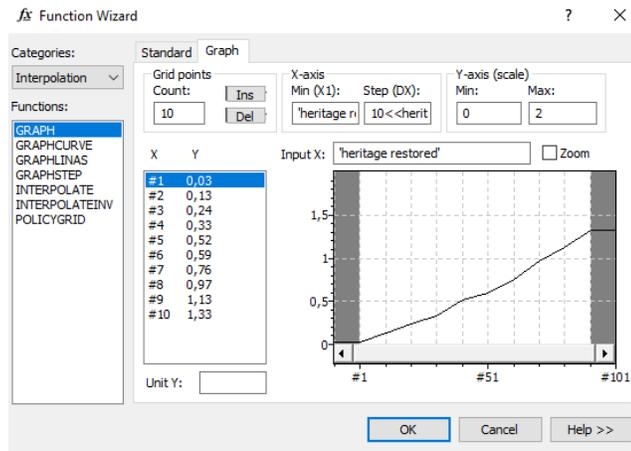 fx Function Wizard ? ×
Categories:
Interpolation
Functions:
GRAPH
GRAPHCURVE
GRAPHLINAS
GRAPHSTEP
INTERPOLATE
INTERPOLATEINV
POLICYGRID
Standard Graph
Grid points
Count:
10
Ins
Del
X-axis
Min (X1): Step (DX):
'heritage r 10<<herit
Y-axis (scale)
Min: Max:
0 2
X Y
#1 0,03
#2 0,13
#3 0,24
#4 0,33
#5 0,52
#6 0,59
#7 0,76
#8 0,97
#9 1,13
#10 1,33
Unit Y:
Input X: 'heritage restored' Zoom
1,5
1
0,5
0
#1 #51 #101
OK Cancel Help >>